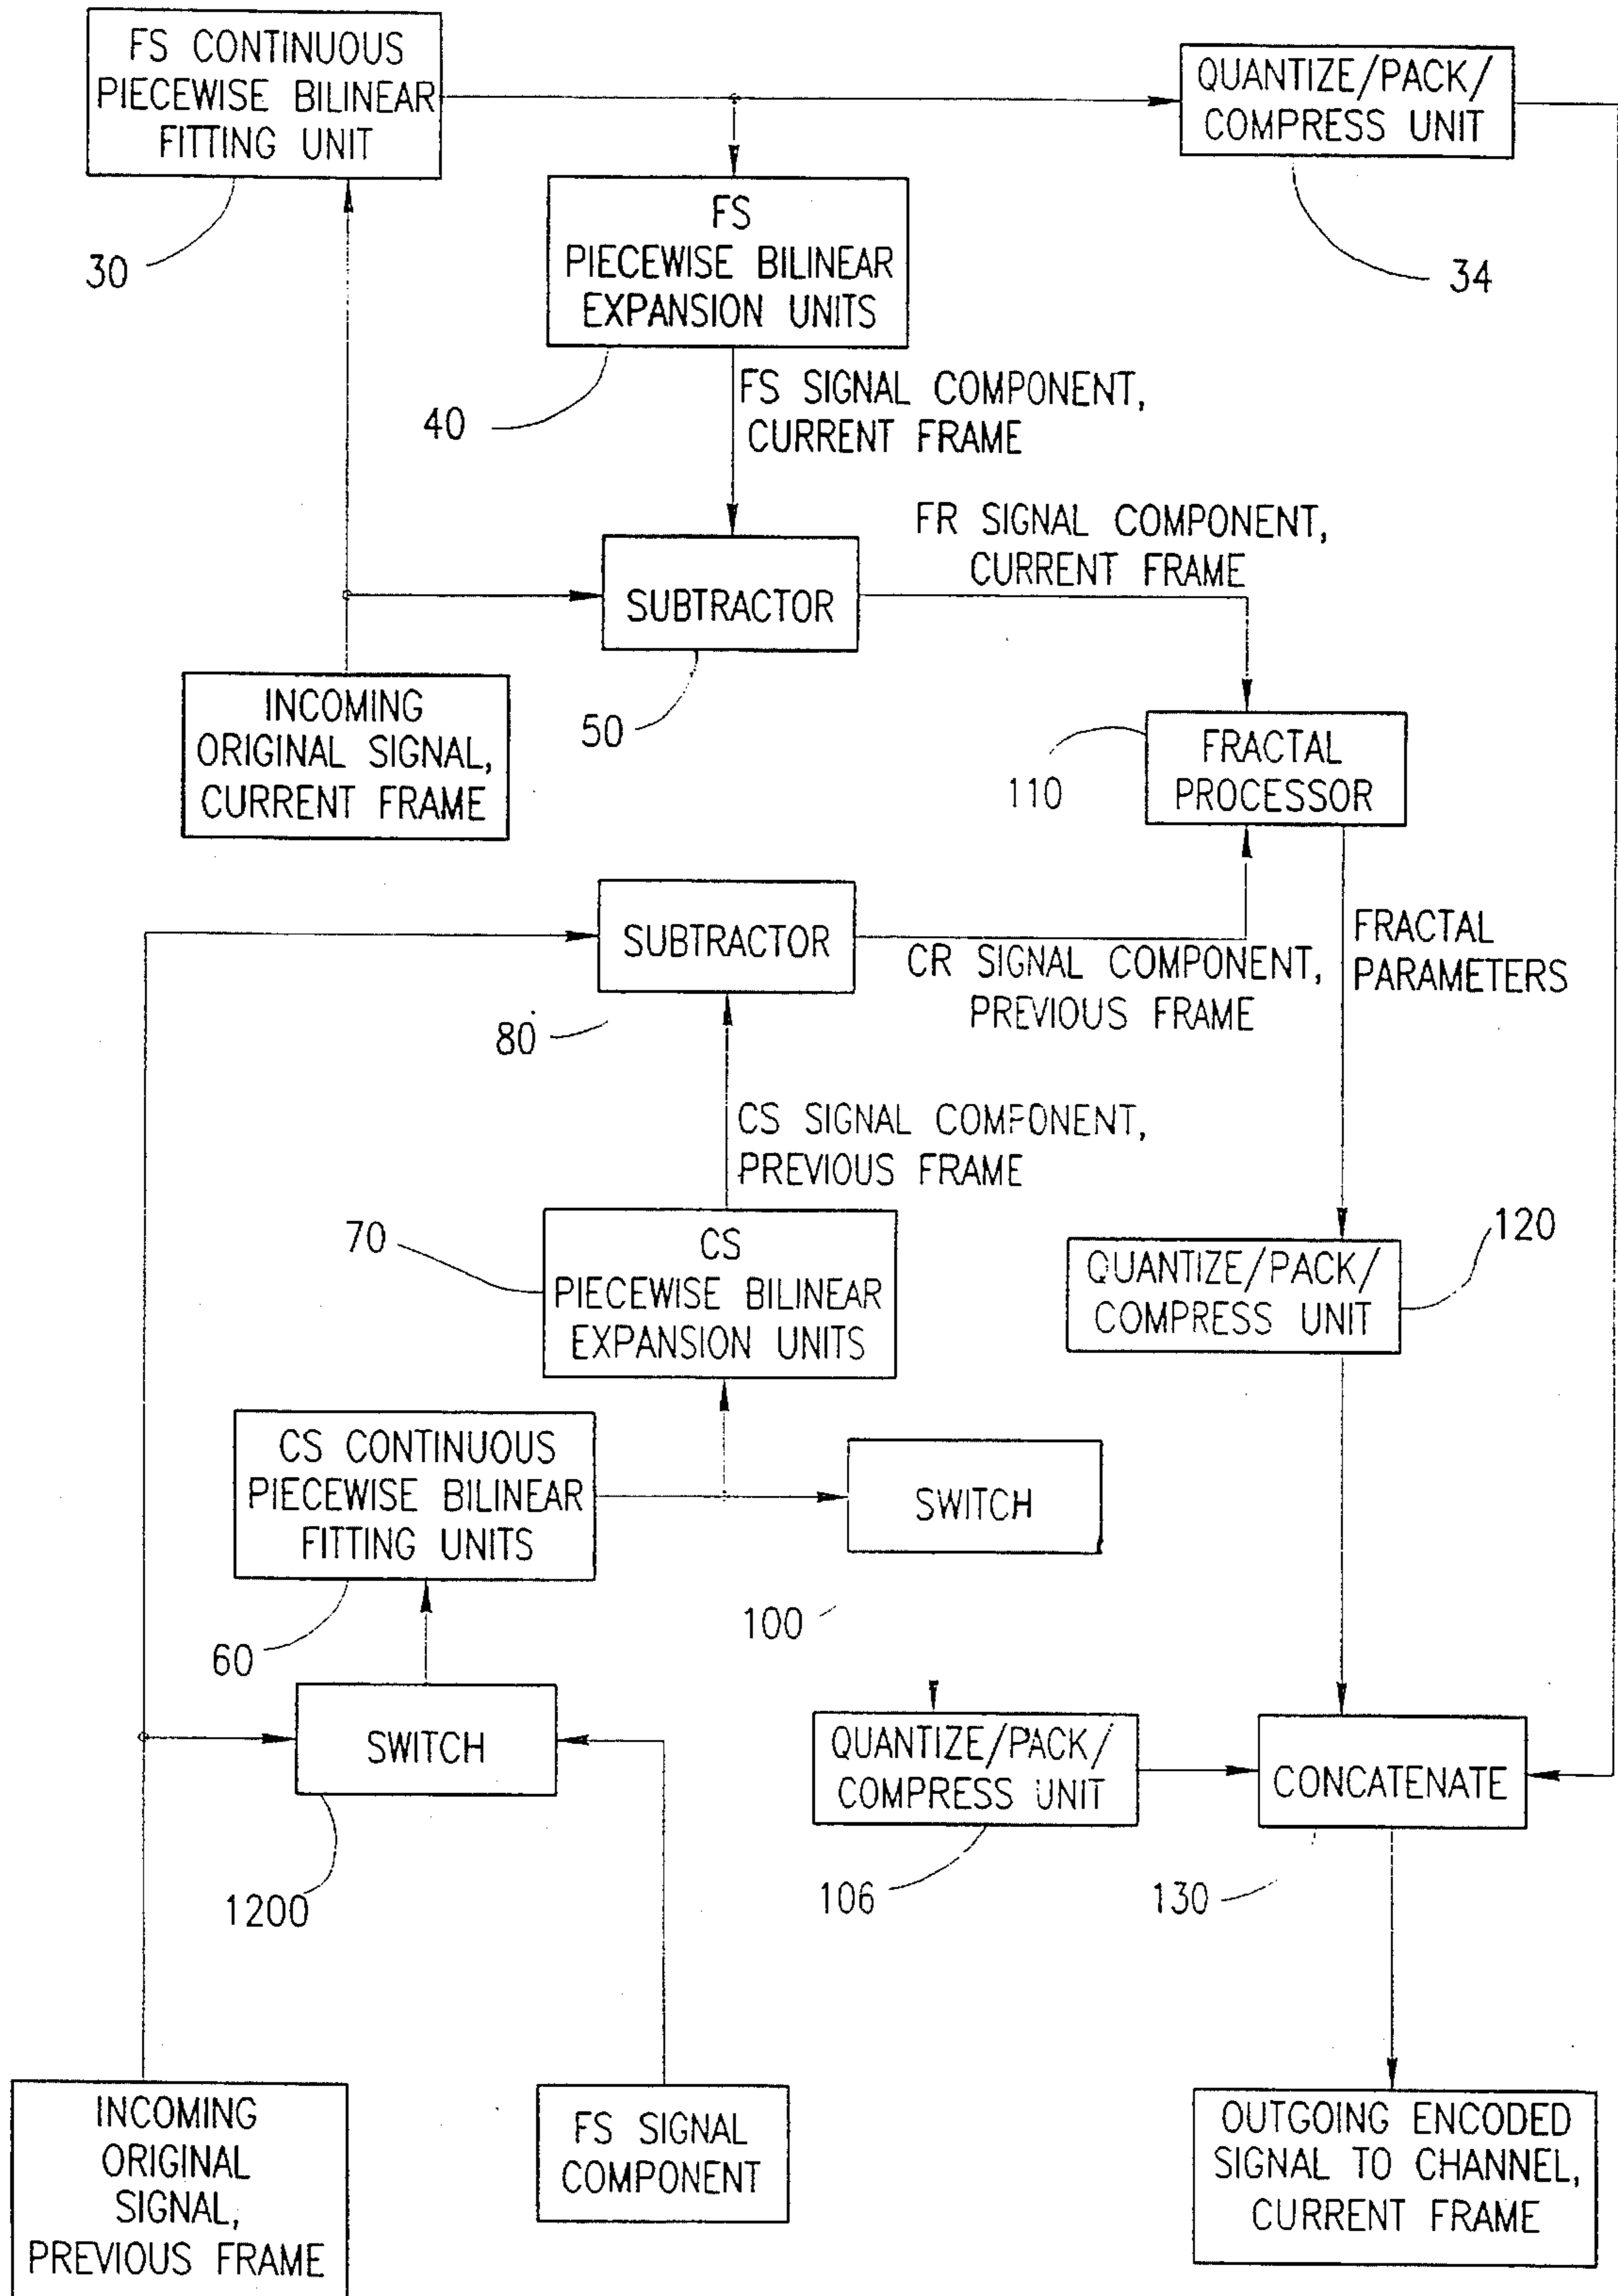 FS CONTINUOUS
PIECEWISE BILINEAR
FITTING UNIT
30
QUANTIZE/PACK/
COMPRESS UNIT
34
FS
PIECEWISE BILINEAR
EXPANSION UNITS
40
FS SIGNAL COMPONENT,
CURRENT FRAME
SUBTRACTOR
50
FR SIGNAL COMPONENT,
CURRENT FRAME
INCOMING
ORIGINAL SIGNAL,
CURRENT FRAME
FRACTAL
PROCESSOR
110
SUBTRACTOR
80
CR SIGNAL COMPONENT,
PREVIOUS FRAME
FRACTAL
PARAMETERS
CS SIGNAL COMPONENT,
PREVIOUS FRAME
CS
PIECEWISE BILINEAR
EXPANSION UNITS
70
QUANTIZE/PACK/
COMPRESS UNIT
120
CS CONTINUOUS
PIECEWISE BILINEAR
FITTING UNITS
60
SWITCH
100
SWITCH
1200
QUANTIZE/PACK/
COMPRESS UNIT
106
CONCATENATE
130
INCOMING
ORIGINAL
SIGNAL,
PREVIOUS FRAME
FS SIGNAL
COMPONENT
OUTGOING ENCODED
SIGNAL TO CHANNEL,
CURRENT FRAME